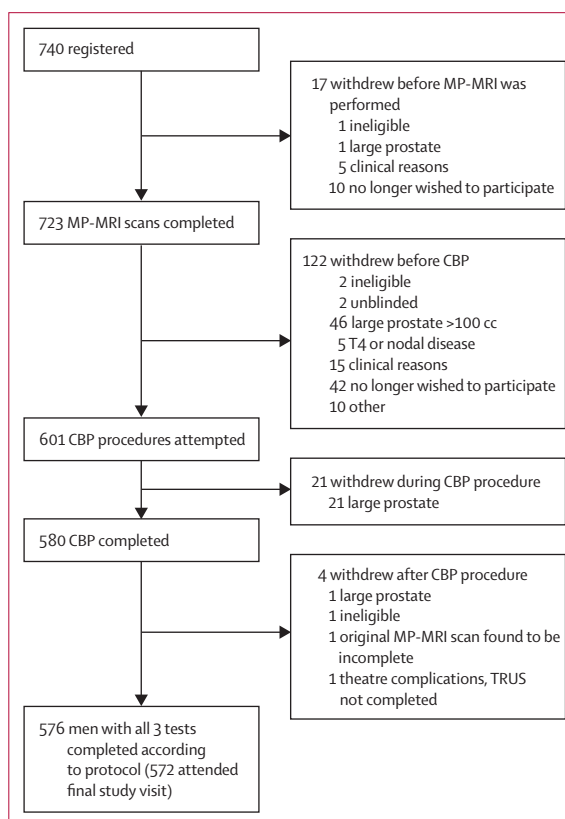 740 registered
17 withdrew before MP-MRI was
performed
1 ineligible
1 large prostate
5 clinical reasons
10 no longer wished to participate
723 MP-MRI scans completed
122 withdrew before CBP
2 ineligible
2 unblinded
46 large prostate >100 cc
5 T4 or nodal disease
15 clinical reasons
42 no longer wished to participate
10 other
601 CBP procedures attempted
21 withdrew during CBP procedure
21 large prostate
580 CBP completed
4 withdrew after CBP procedure
1 large prostate
1 ineligible
1 original MP-MRI scan found to be
incomplete
1 theatre complications, TRUS
not completed
576 men with all 3 tests
completed according
to protocol (572 attended
final study visit)